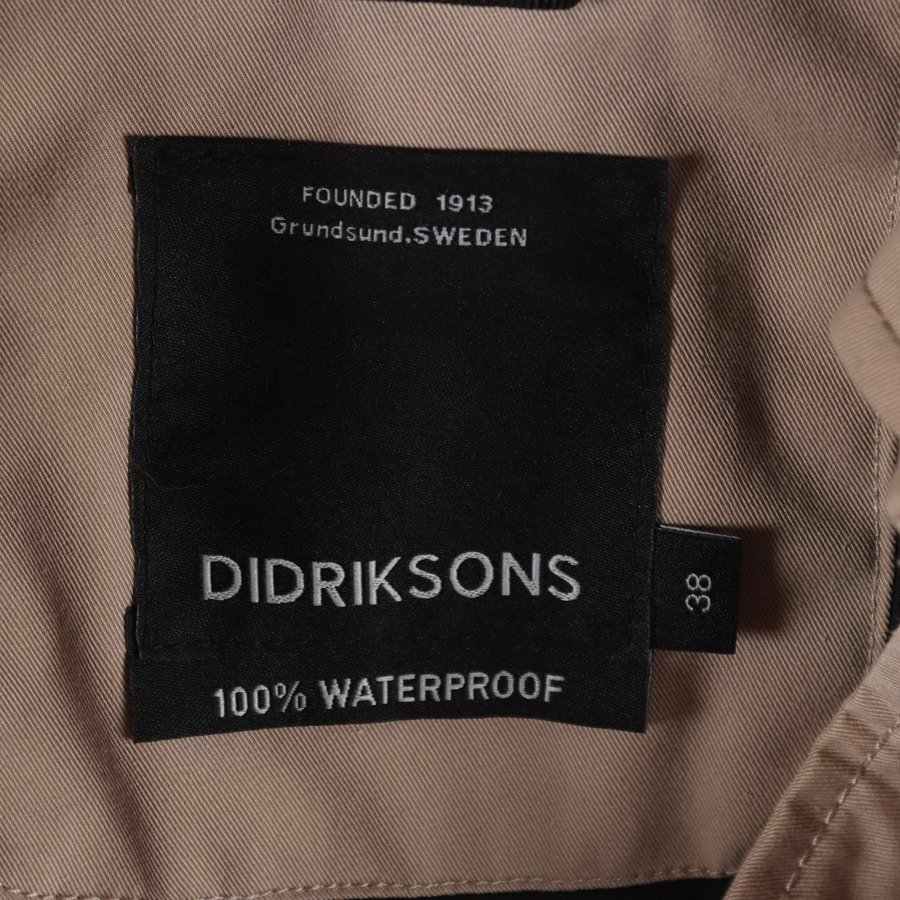 FOUNDED 1913
Grundsund.SWEDEN
DIDRIKSONS
38
100% WATERPROOF